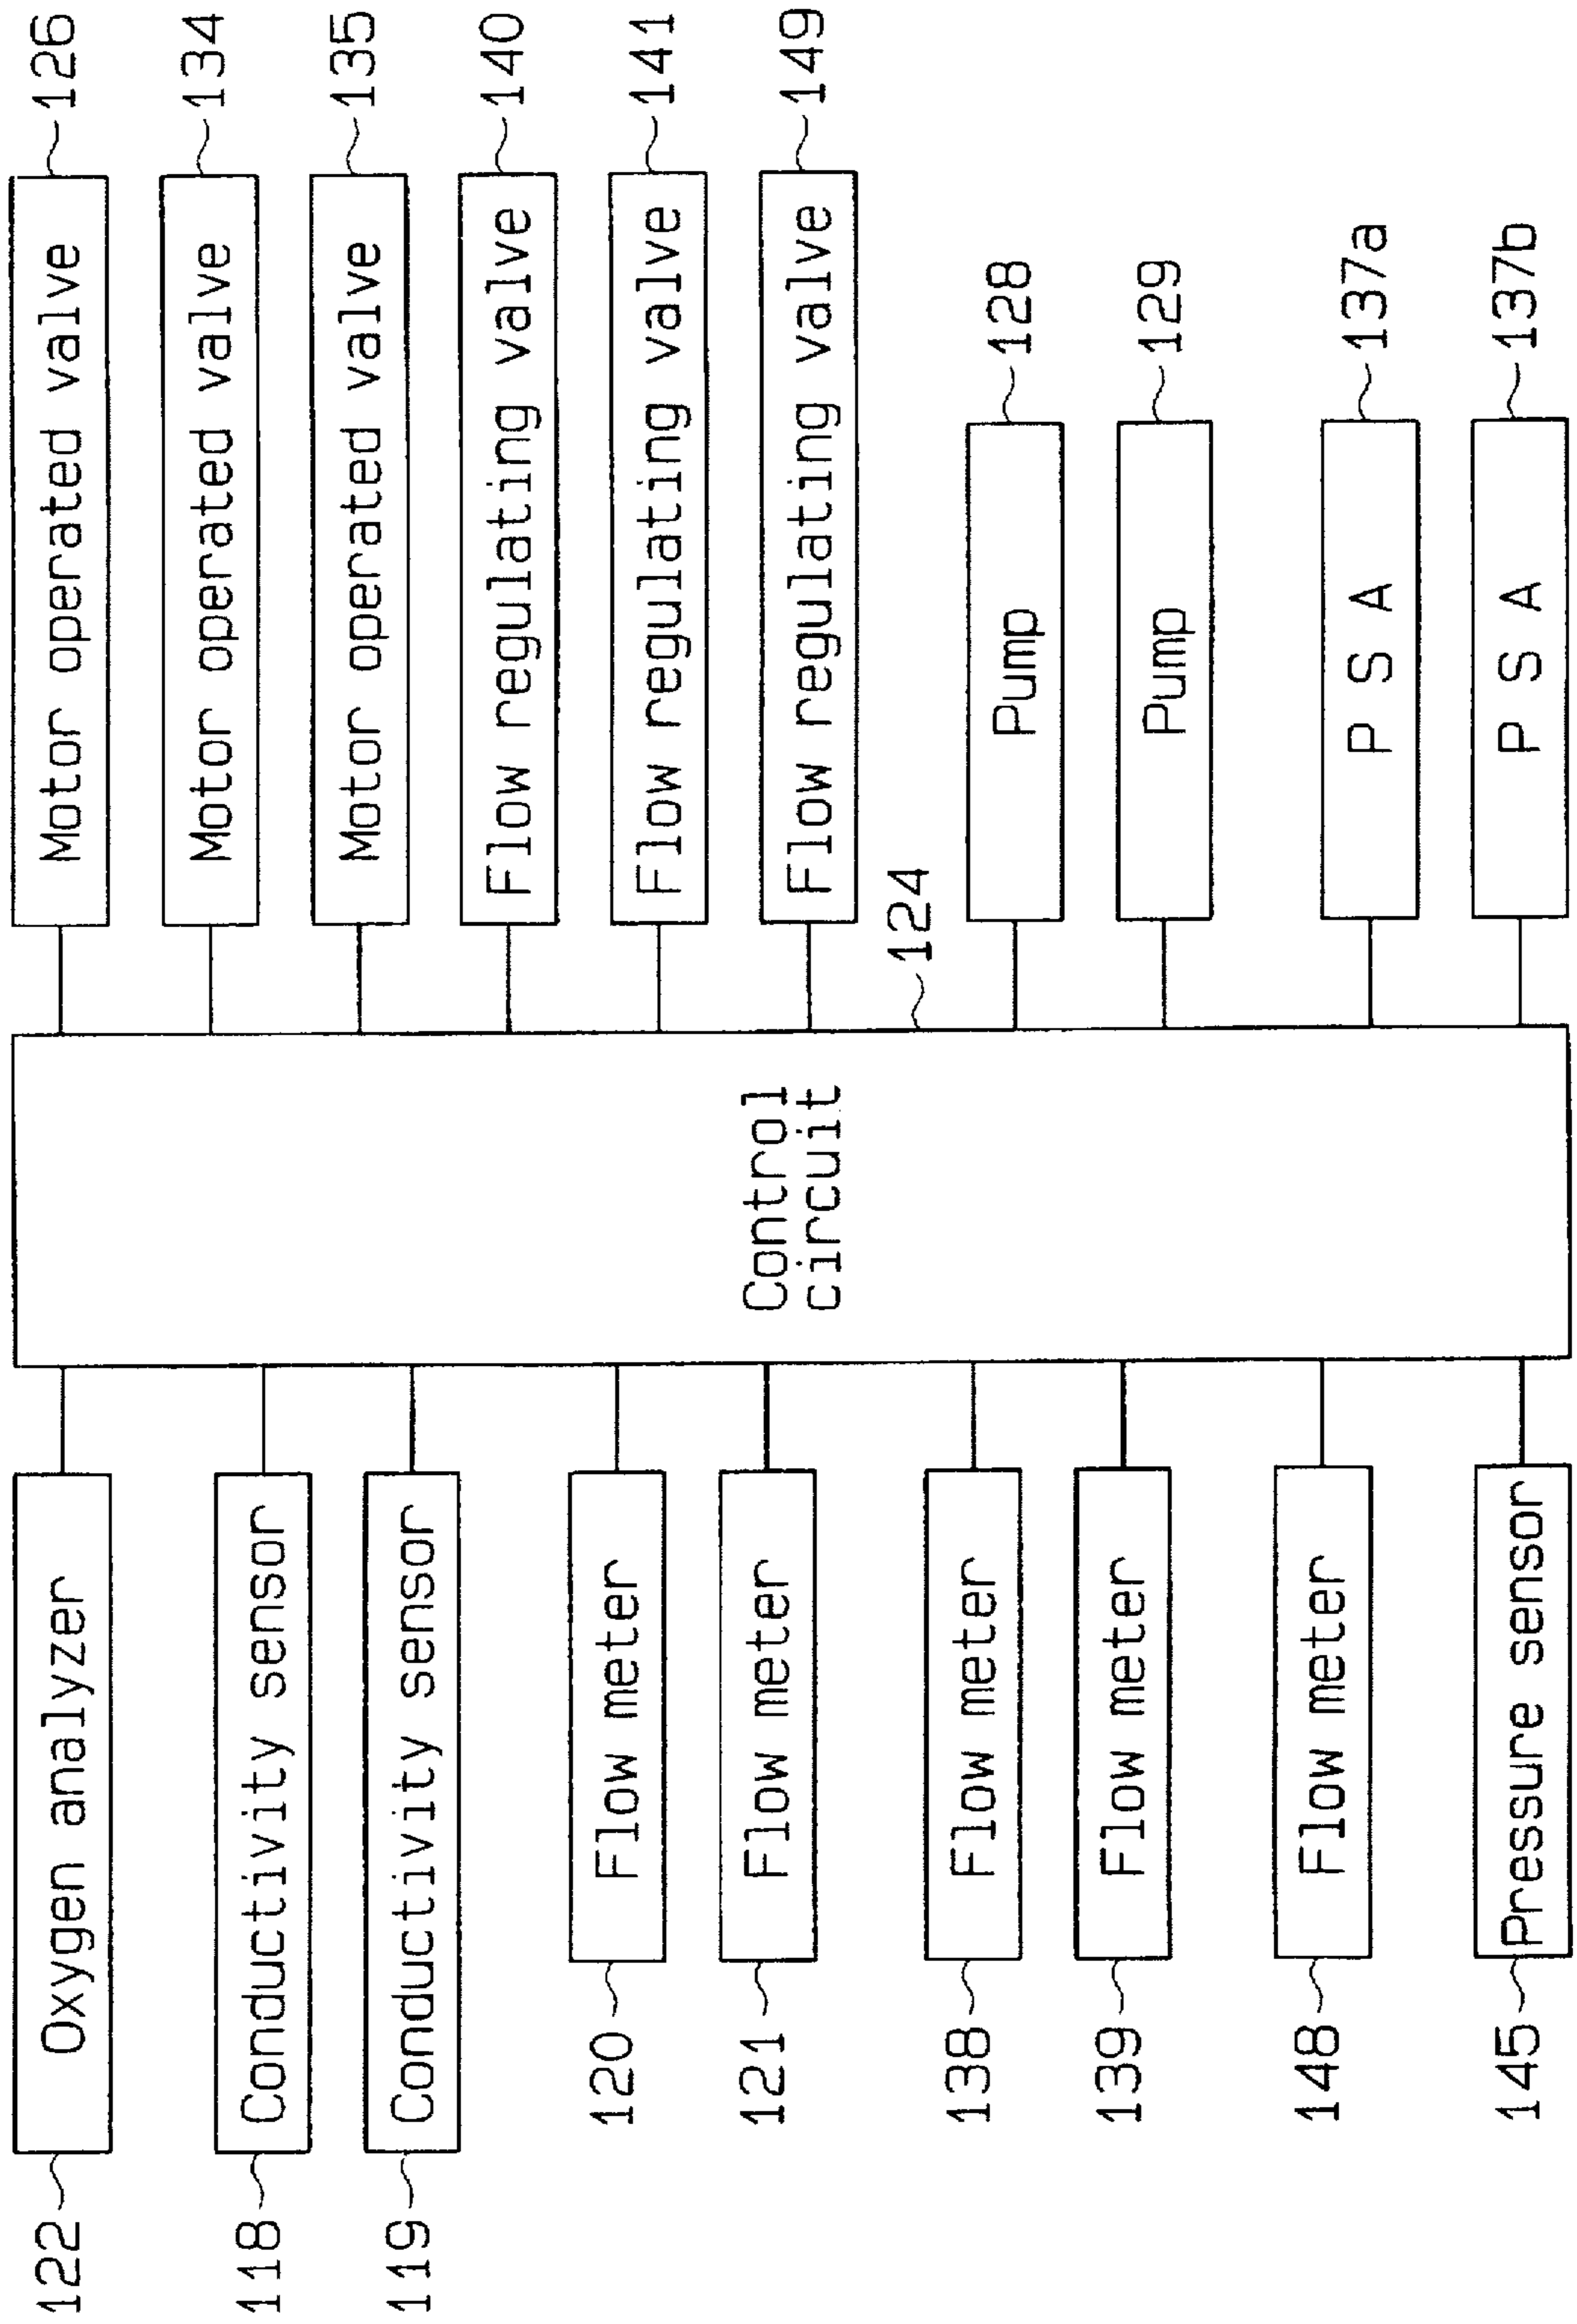 122 Oxygen analyzer
118 Conductivity sensor
119 Conductivity sensor
120 Flow meter
121 Flow meter
138 Flow meter
139 Flow meter
148 Flow meter
145 Pressure sensor
Control
circuit
124
Motor operated valve 126
Motor operated valve 134
Motor operated valve 135
Flow regulating valve 140
Flow regulating valve 141
Flow regulating valve 149
Pump 128
Pump 129
P S A 137a
P S A 137b